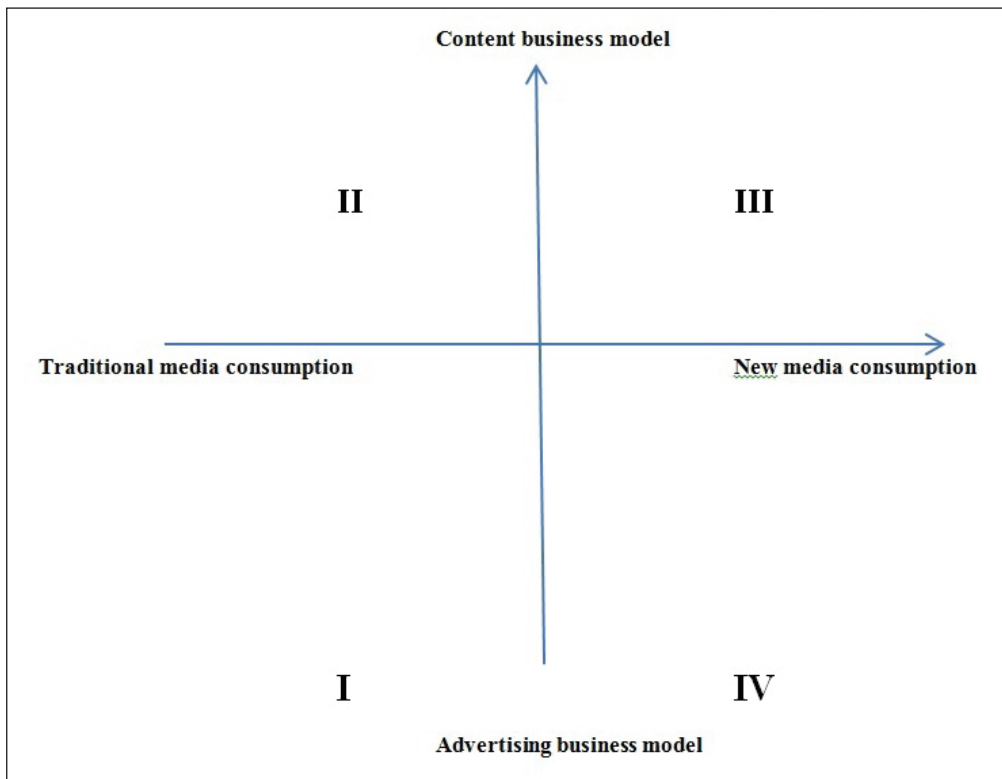 Content business model
II
III
Traditional media consumption
New media consumption
I
IV
Advertising business model